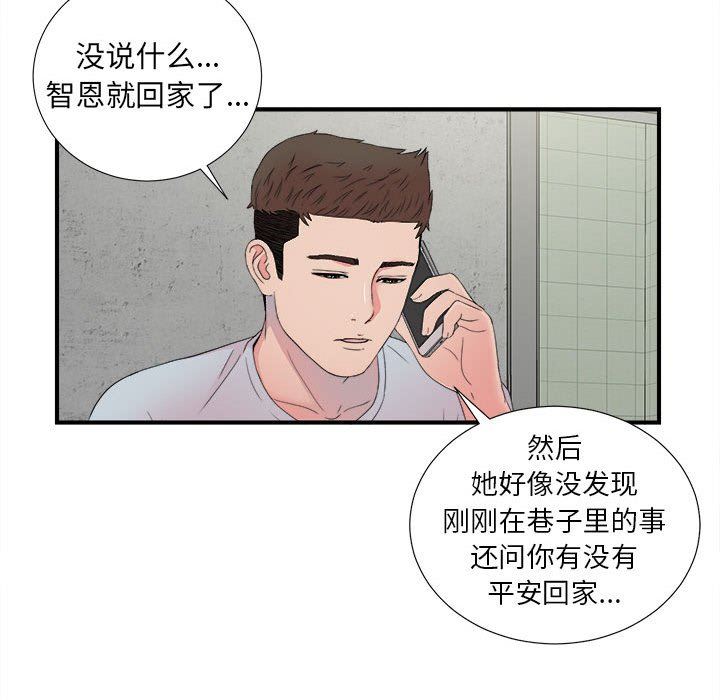 没说什么...
智恩就回家了...
然后
她好像没发现
刚刚在巷子里的事
还问你有没有
平安回家...